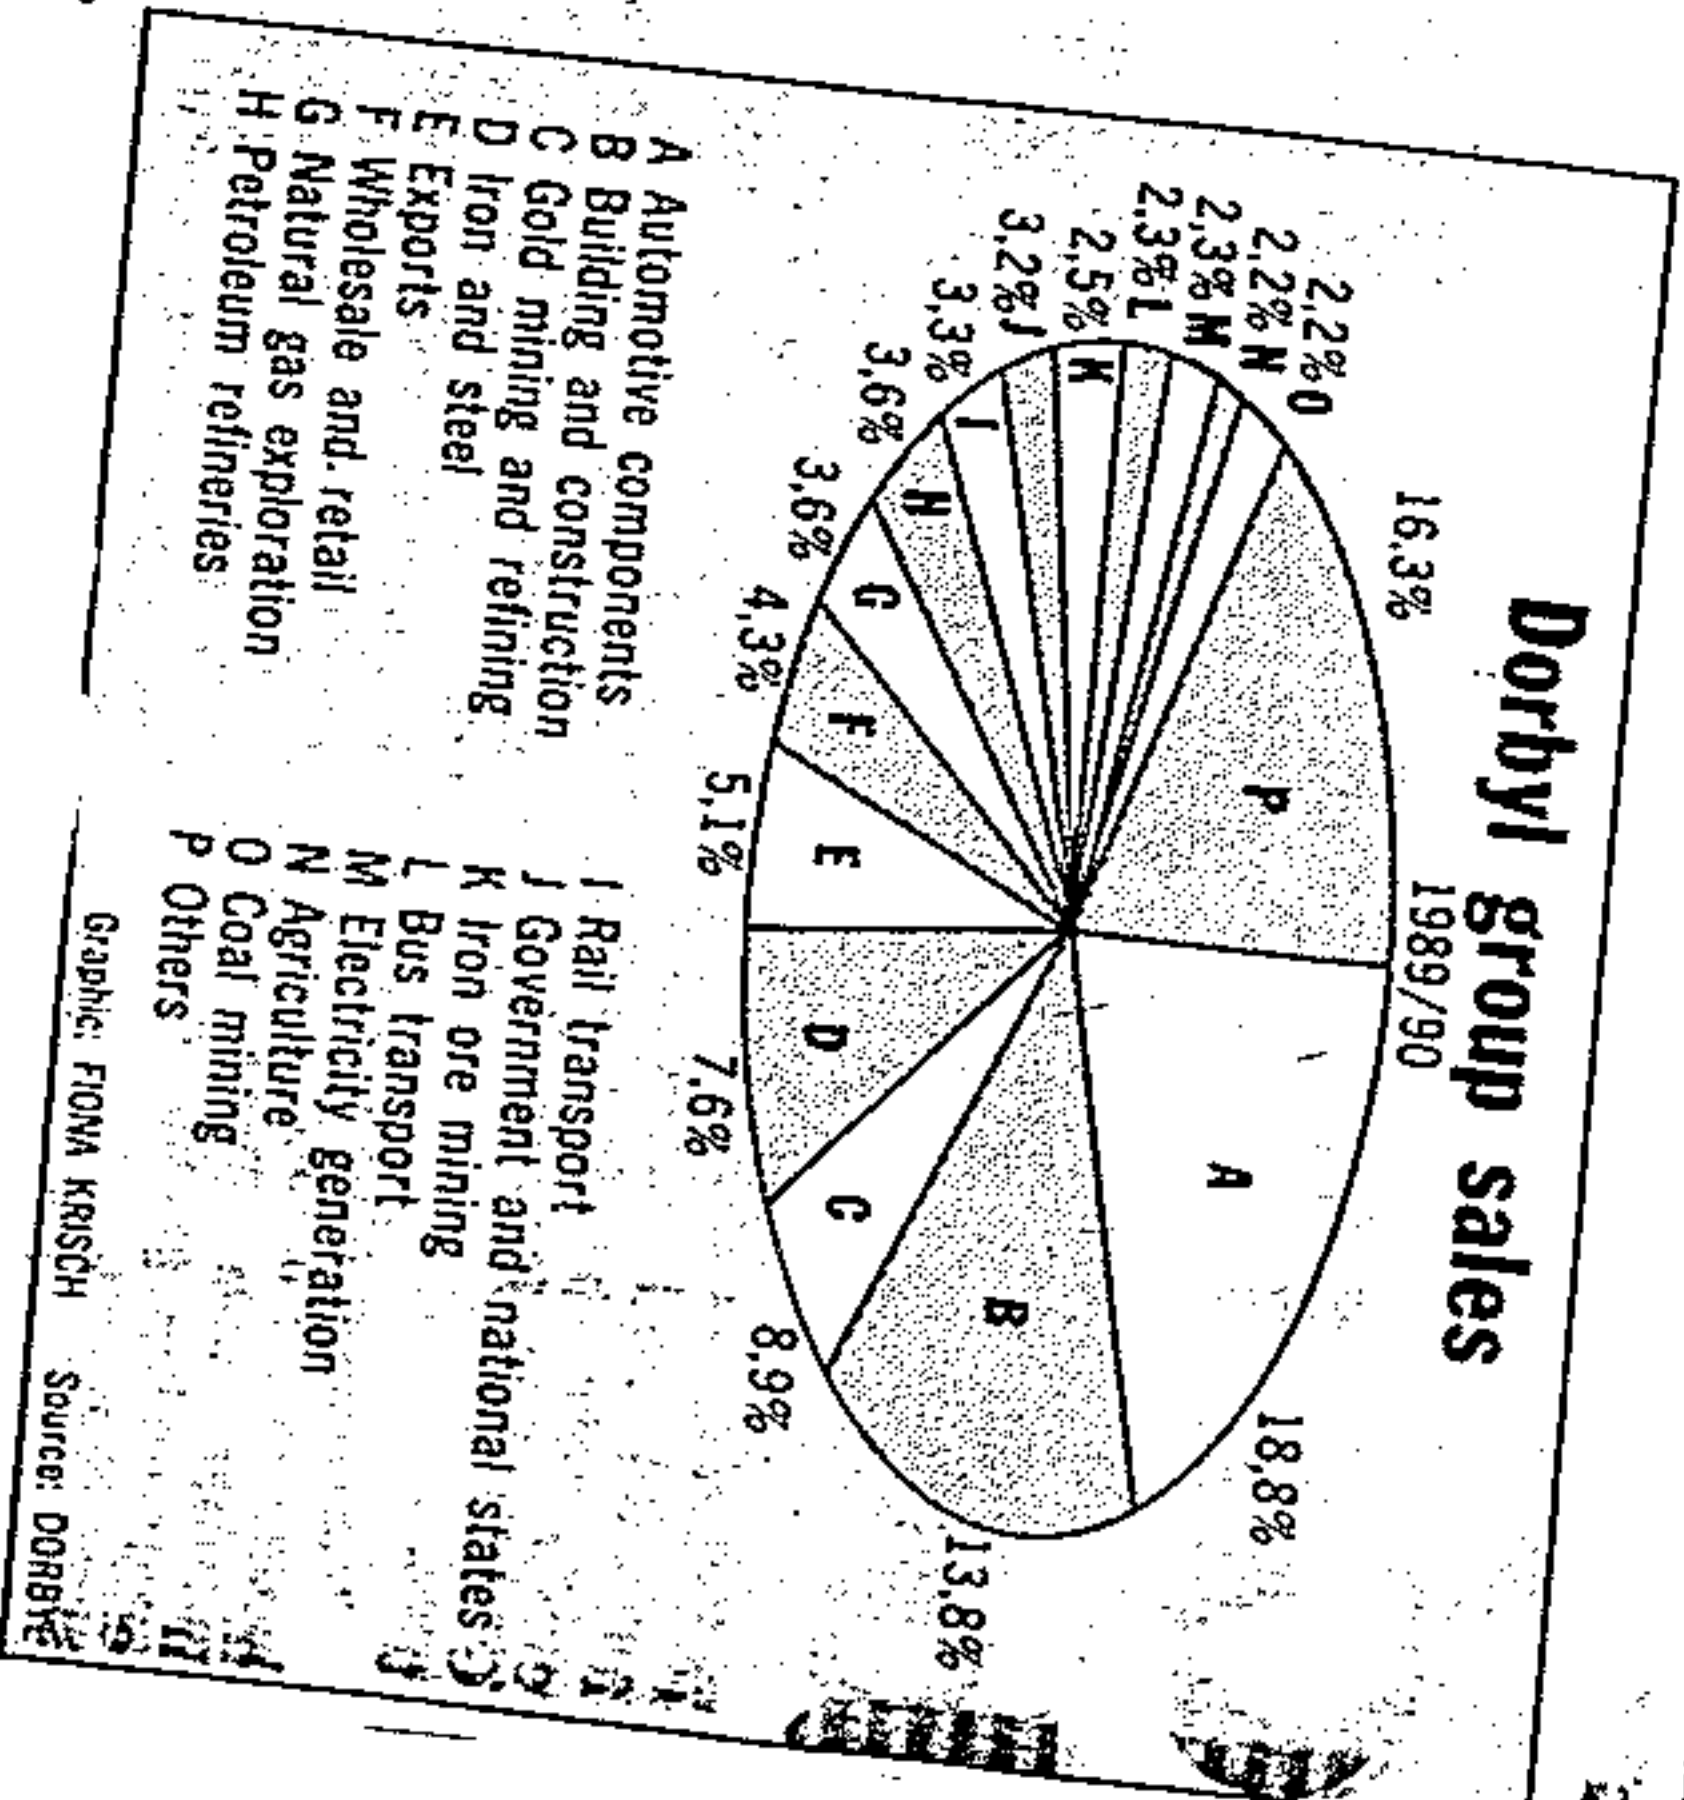 Dorbyl group sales
1989/90
16.3%
18,8%
2,2% O
2,2% N
2,3% M
2,3% L
2,5%
K
3,2% J
3,3%
I
3,6%
H
3,6%
G
4,3%
F
5,1%
E
7.6%
D
8.9%
C
13,8%
B
A
P
A Automotive components
B Building and construction
C Gold mining and refining
D Iron and steel
E Exports
F Wholesale and. retail
G Natural gas exploration
H Petroleum refineries
I Rail transport
J Goverment and national states
K Iron ore mining
L Bus transport
M Electricity generation
N Agriculture
O Coal mining
P Others
Graphic: FIONA KRISCH Source: DORBYL